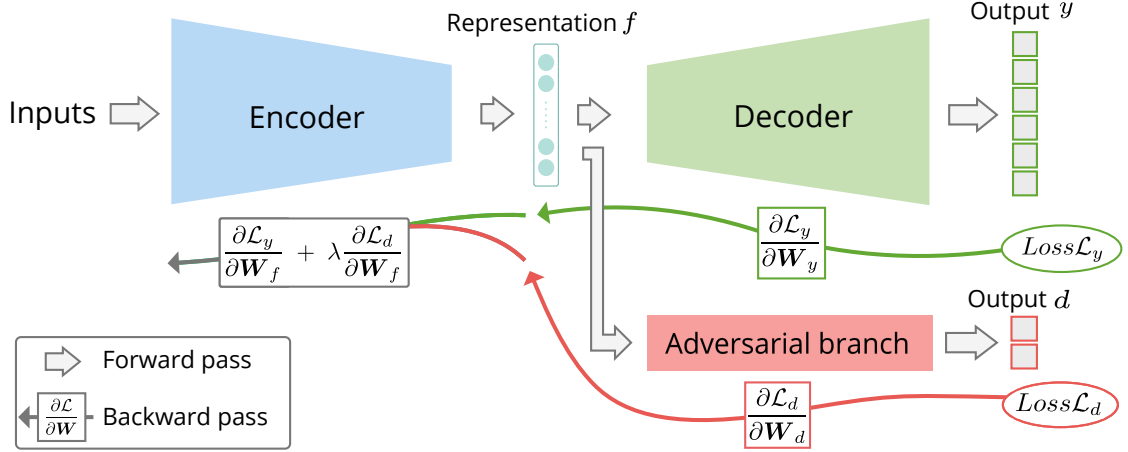 Output y
Representation f
Inputs
Encoder
Decoder
∂ℒ_y/∂W_f + λ ∂ℒ_d/∂W_f
∂ℒ_y/∂W_y
Lossℒ_y
Output d
Adversarial branch
Forward pass
∂ℒ/∂W
Backward pass
∂ℒ_d/∂W_d
Lossℒ_d